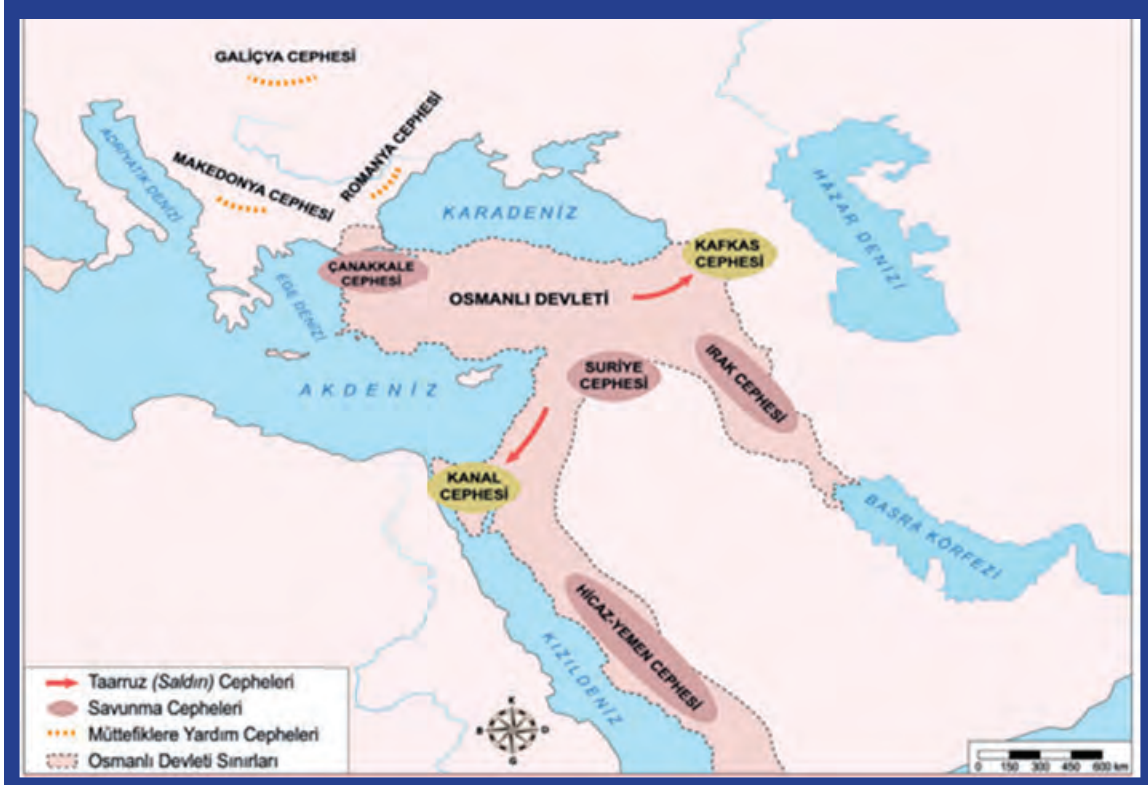 GALİÇYA CEPHESİ
ADRİYATİK DENİZİ
MAKEDONYA CEPHESİ
ROMANYA CEPHESİ
KARADENİZ
HAZAR DENİZİ
KAFKAS
CEPHESİ
ÇANAKKALE
CEPHESİ
EGE DENİZİ
OSMANLI DEVLETİ
IRAK CEPHESİ
SURİYE
CEPHESİ
AKDENİZ
KANAL
CEPHESİ
BASRA KÖRFEZİ
HİCAZ-YEMEN CEPHESİ
KIZILDENİZ
Taarruz (Saldırı) Cepheleri
Savunma Cepheleri
Müttefiklere Yardım Cepheleri
Osmanlı Devleti Sınırları
K
B
D
G
0 150 300 450 600 km